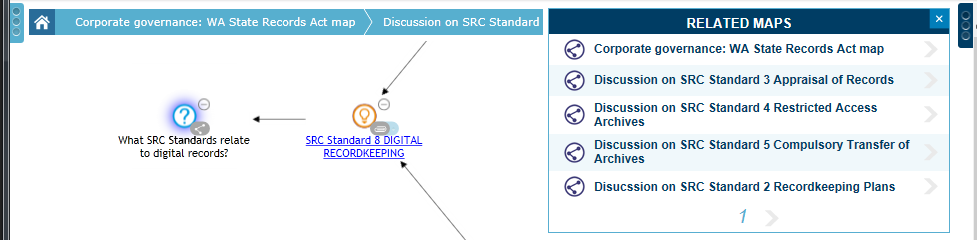 Corporate governance: WA State Records Act map
Discussion on SRC Standard
What SRC Standards relate
to digital records?
SRC Standard 8 DIGITAL
RECORDKEEPING
RELATED MAPS
×
Corporate governance: WA State Records Act map
Discussion on SRC Standard 3 Appraisal of Records
Discussion on SRC Standard 4 Restricted Access
Archives
Discussion on SRC Standard 5 Compulsory Transfer of
Archives
Disucssion on SRC Standard 2 Recordkeeping Plans
1